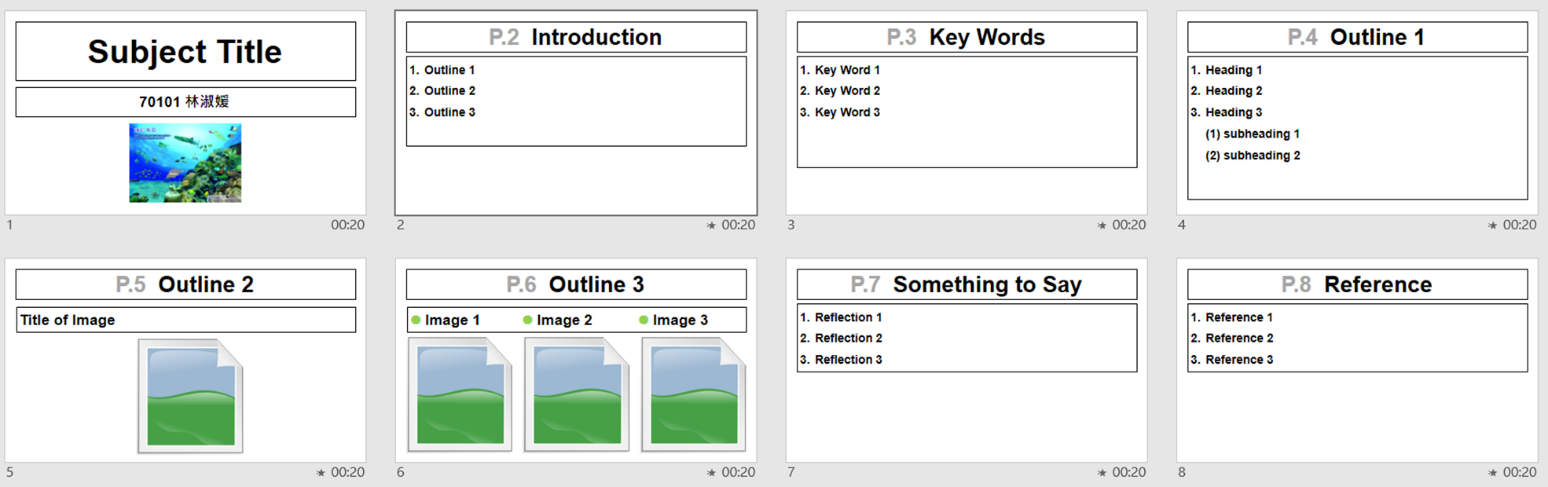 Subject Title
70101 林淑媛
1
00:20
P.2 Introduction
1. Outline 1
2. Outline 2
3. Outline 3
2
00:20
P.3 Key Words
1. Key Word 1
2. Key Word 2
3. Key Word 3
3
00:20
P.4 Outline 1
1. Heading 1
2. Heading 2
3. Heading 3
(1) subheading 1
(2) subheading 2
4
00:20
P.5 Outline 2
Title of Image
5
00:20
P.6 Outline 3
Image 1 Image 2 Image 3
6
00:20
P.7 Something to Say
1. Reflection 1
2. Reflection 2
3. Reflection 3
7
00:20
P.8 Reference
1. Reference 1
2. Reference 2
3. Reference 3
8
00:20